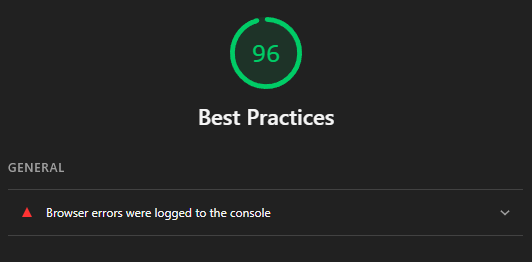 96
Best Practices
GENERAL
Browser errors were logged to the console